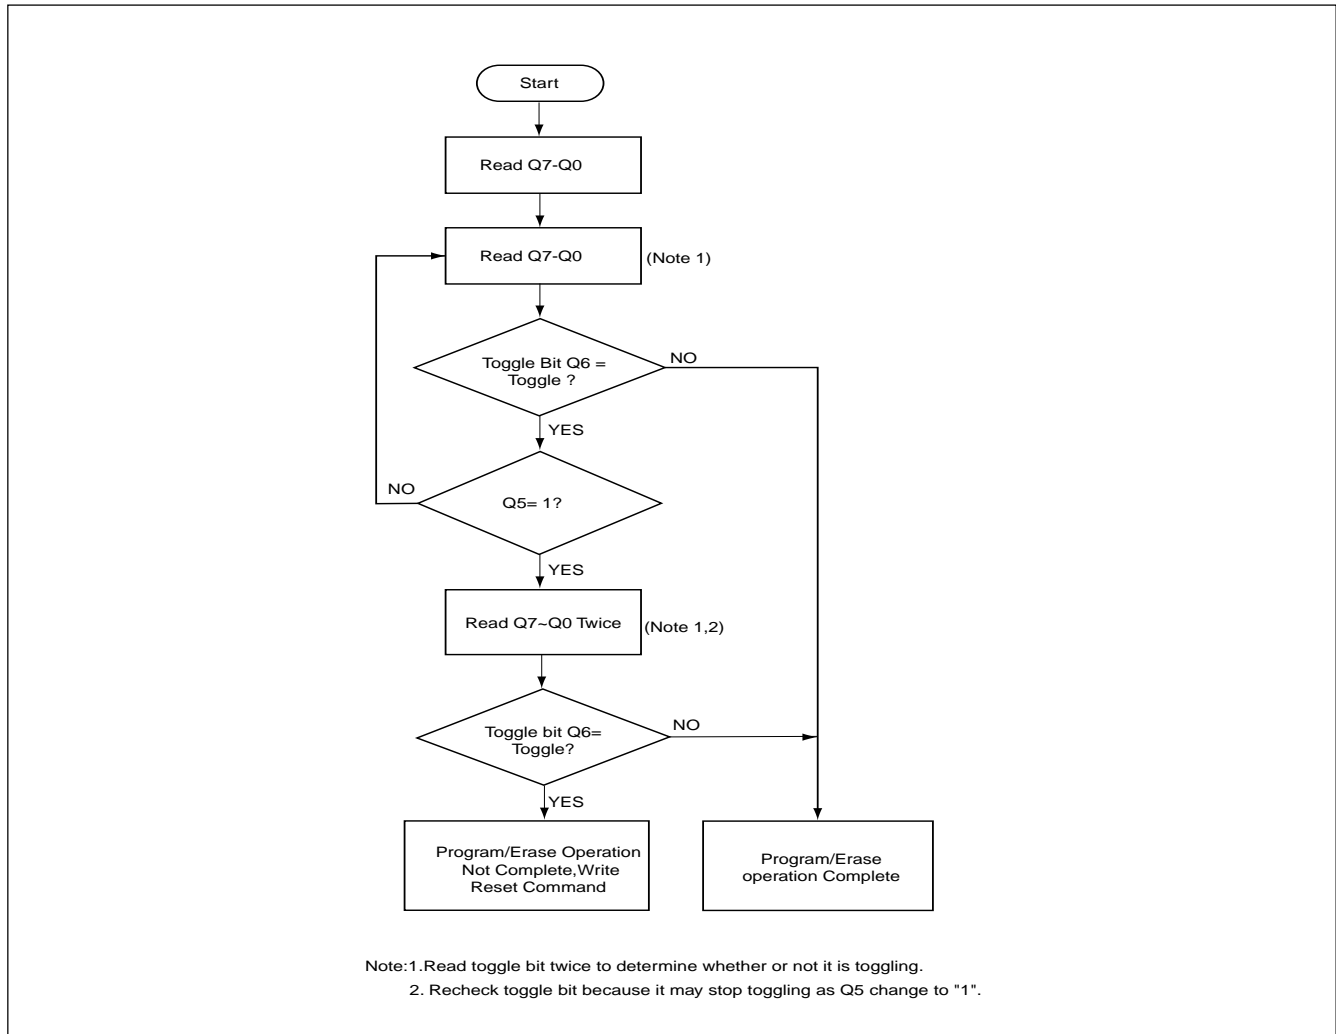 Start
Read Q7-Q0
Read Q7-Q0
(Note 1)
Toggle Bit Q6 =
Toggle ?
NO
YES
NO
Q5= 1?
YES
Read Q7~Q0 Twice
(Note 1,2)
Toggle bit Q6=
Toggle?
NO
YES
Program/Erase Operation
Not Complete,Write
Reset Command
Program/Erase
operation Complete
Note:1.Read toggle bit twice to determine whether or not it is toggling.
2. Recheck toggle bit because it may stop toggling as Q5 change to "1".